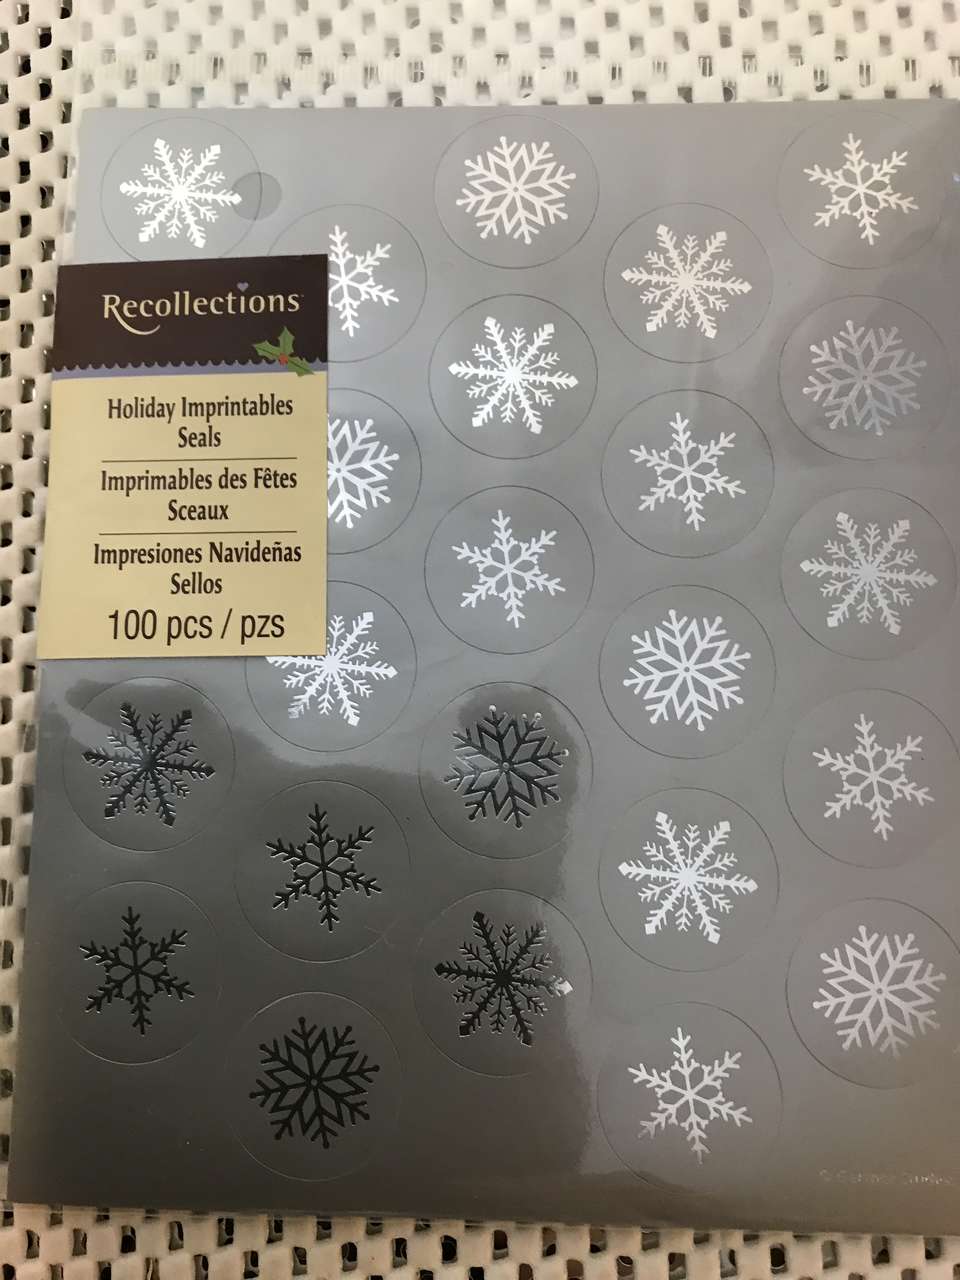 Recollections
Holiday Imprintables
Seals
Imprimables des Fêtes
Sceaux
Impresiones Navideñas
Sellos
100 pcs / pzs
©